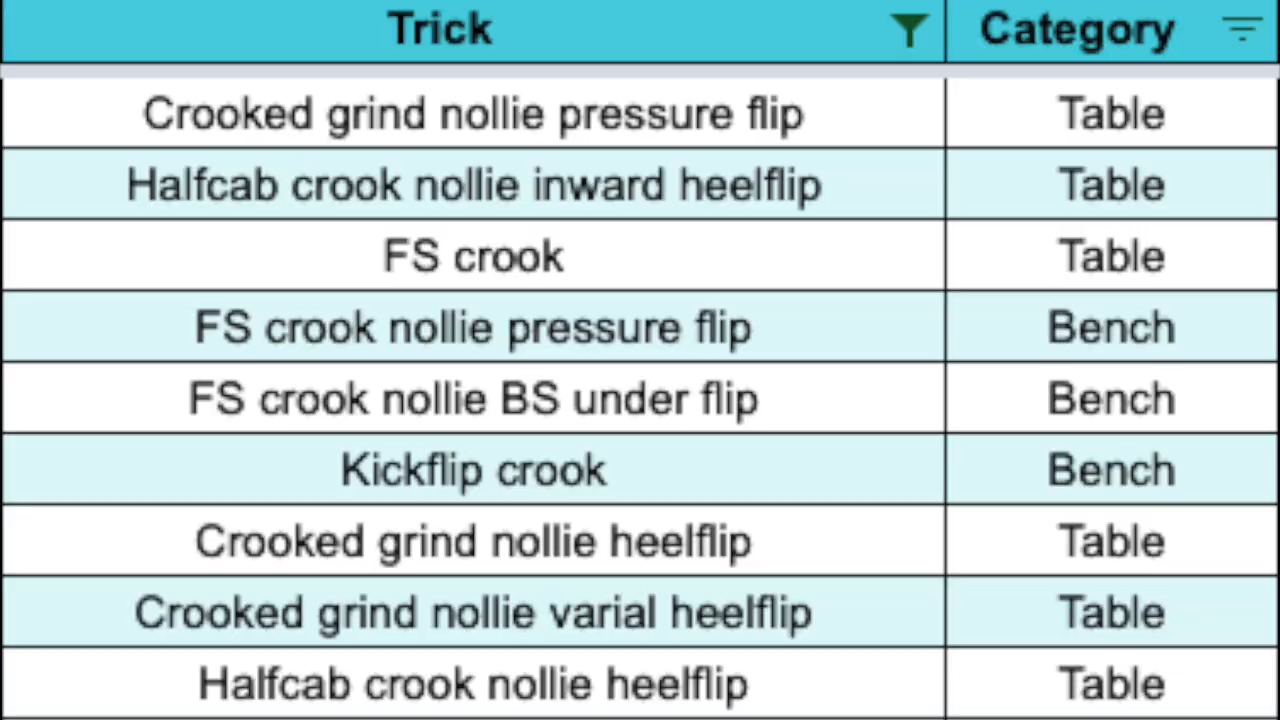 Trick Category
Crooked grind nollie pressure flip Table
Halfcab crook nollie inward heelflip Table
FS crook Table
FS crook nollie pressure flip Bench
FS crook nollie BS under flip Bench
Kickflip crook Bench
Crooked grind nollie heelflip Table
Crooked grind nollie varial heelflip Table
Halfcab crook nollie heelflip Table